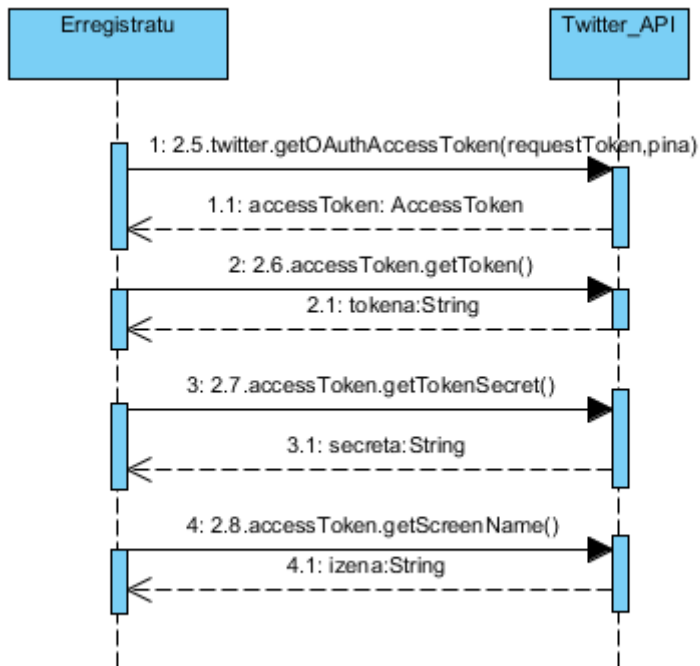 Erregistratu
Twitter_API
1: 2.5.twitter.getOAuthAccessToken(requestToken,pina)
1.1: accessToken: AccessToken
2: 2.6.accessToken.getToken()
2.1: tokena:String
3: 2.7.accessToken.getTokenSecret()
3.1: secreta:String
4: 2.8.accessToken.getScreenName()
4.1: izena:String